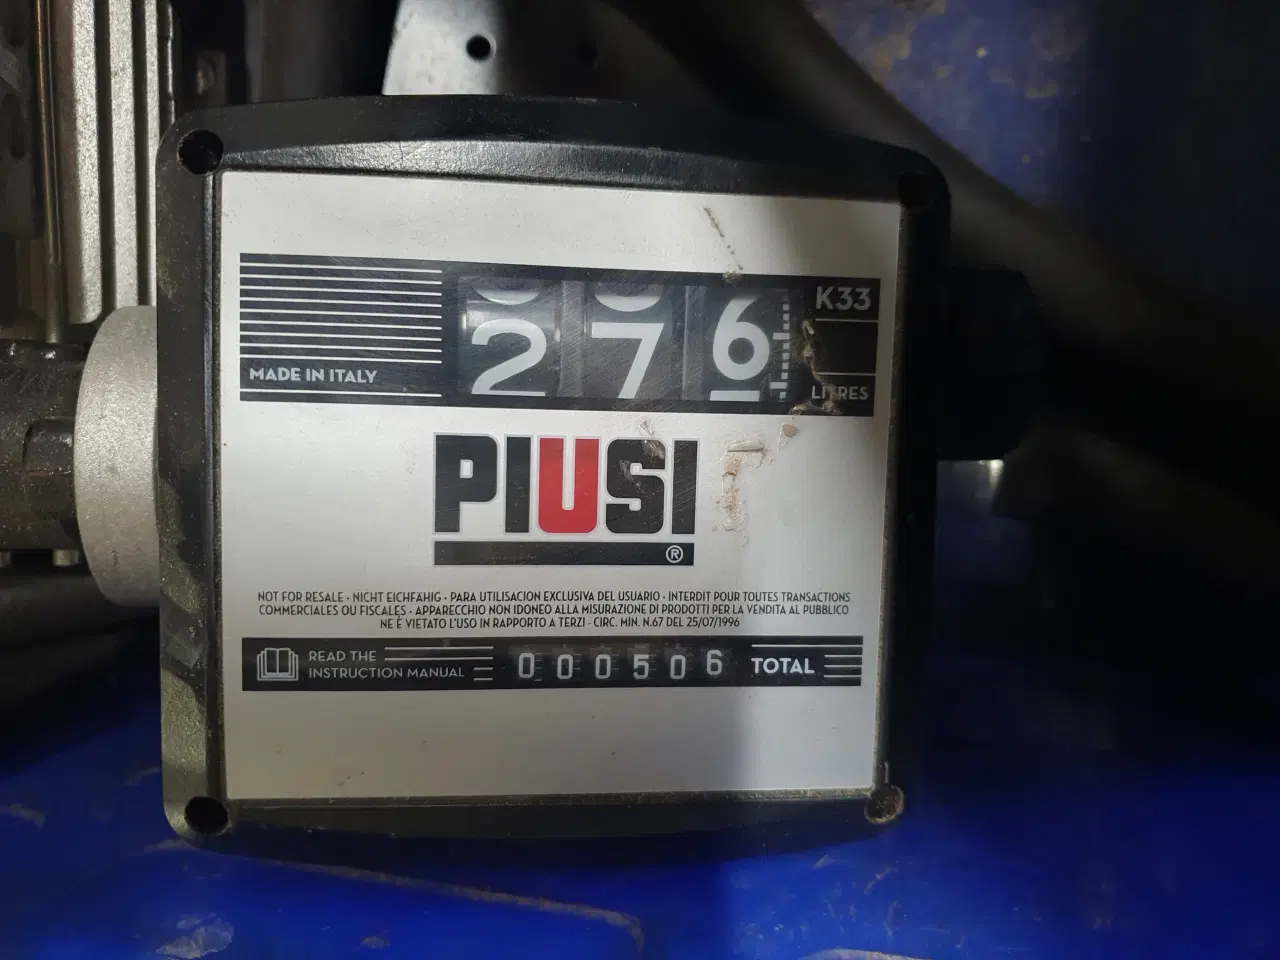 276
K33
MADE IN ITALY
LITRES
PIUSI
®
NOT FOR RESALE · NICHT EICHFÄHIG · PARA UTILISACION EXCLUSIVA DEL USUARIO · INTERDIT POUR TOUTES TRANSACTIONS
COMMERCIALES OU FISCALES · APPARECCHIO NON IDONEO ALLA MISURAZIONE DI PRODOTTI PER LA VENDITA AL PUBBLICO
NE È VIETATO L'USO IN RAPPORTO A TERZI · CIRC. MIN. N.67 DEL 25/07/1996
READ THE
INSTRUCTION MANUAL
000506 TOTAL